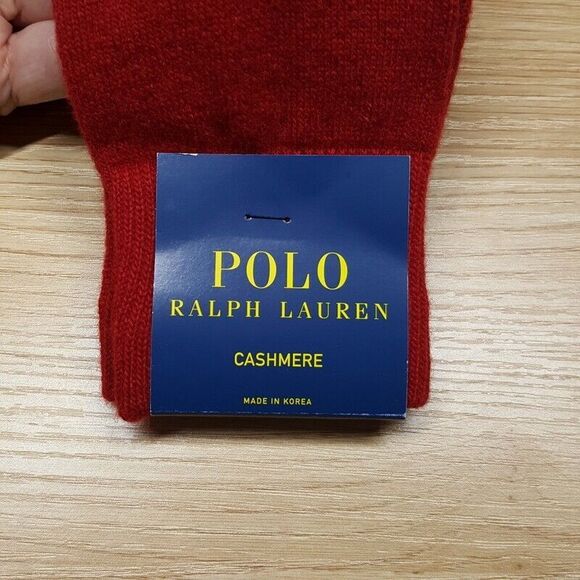 POLO
RALPH LAUREN
CASHMERE
MADE IN KOREA